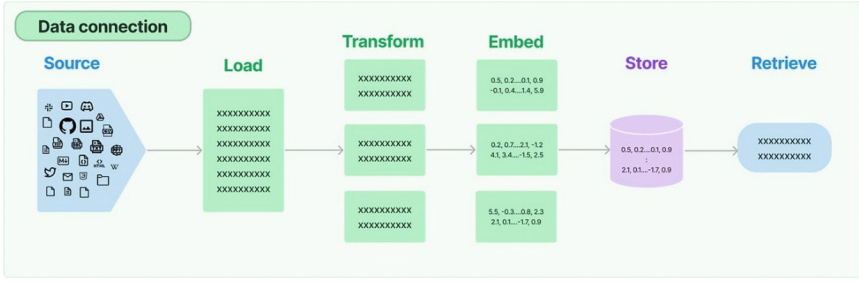 Data connection
Source
Load
Transform
Embed
Store
Retrieve
XXXXXXXXXX
XXXXXXXXXX
XXXXXXXXXX
XXXXXXXXXX
XXXXXXXXXX
XXXXXXXXXX
XXXXXXXXXX
XXXXXXXXXX
XXXXXXXXXX
XXXXXXXXXX
XXXXXXXXXX
XXXXXXXXXX
0.5, 0.2....0.1, 0.9
-0.1, 0.4....1.4, 5.9
0.2, 0.7....2.1, -1.2
4.1, 3.4....-1.5, 2.5
5.5, -0.3....0.8, 2.3
2.1, 0.1....-1.7, 0.9
0.5, 0.2....0.1, 0.9
:
2.1, 0.1....-1.7, 0.9
XXXXXXXXXX
XXXXXXXXXX
HTML
W